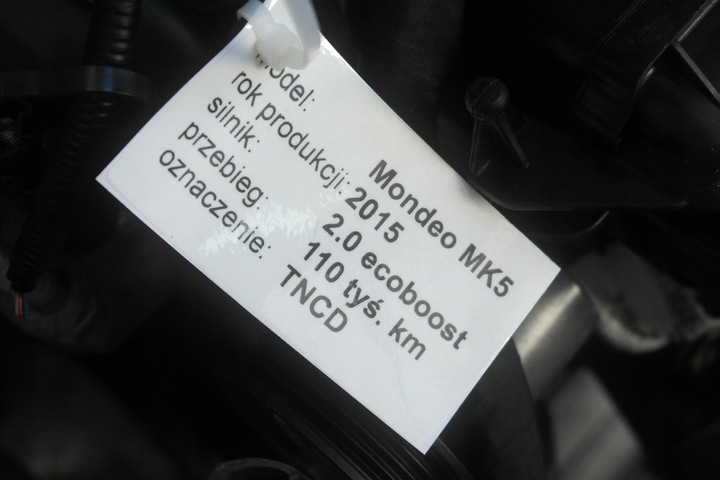 Model: Mondeo MK5
rok produkcji: 2015
silnik: 2.0 ecoboost
przebieg: 110 tyś. km
oznaczenie: TNCD